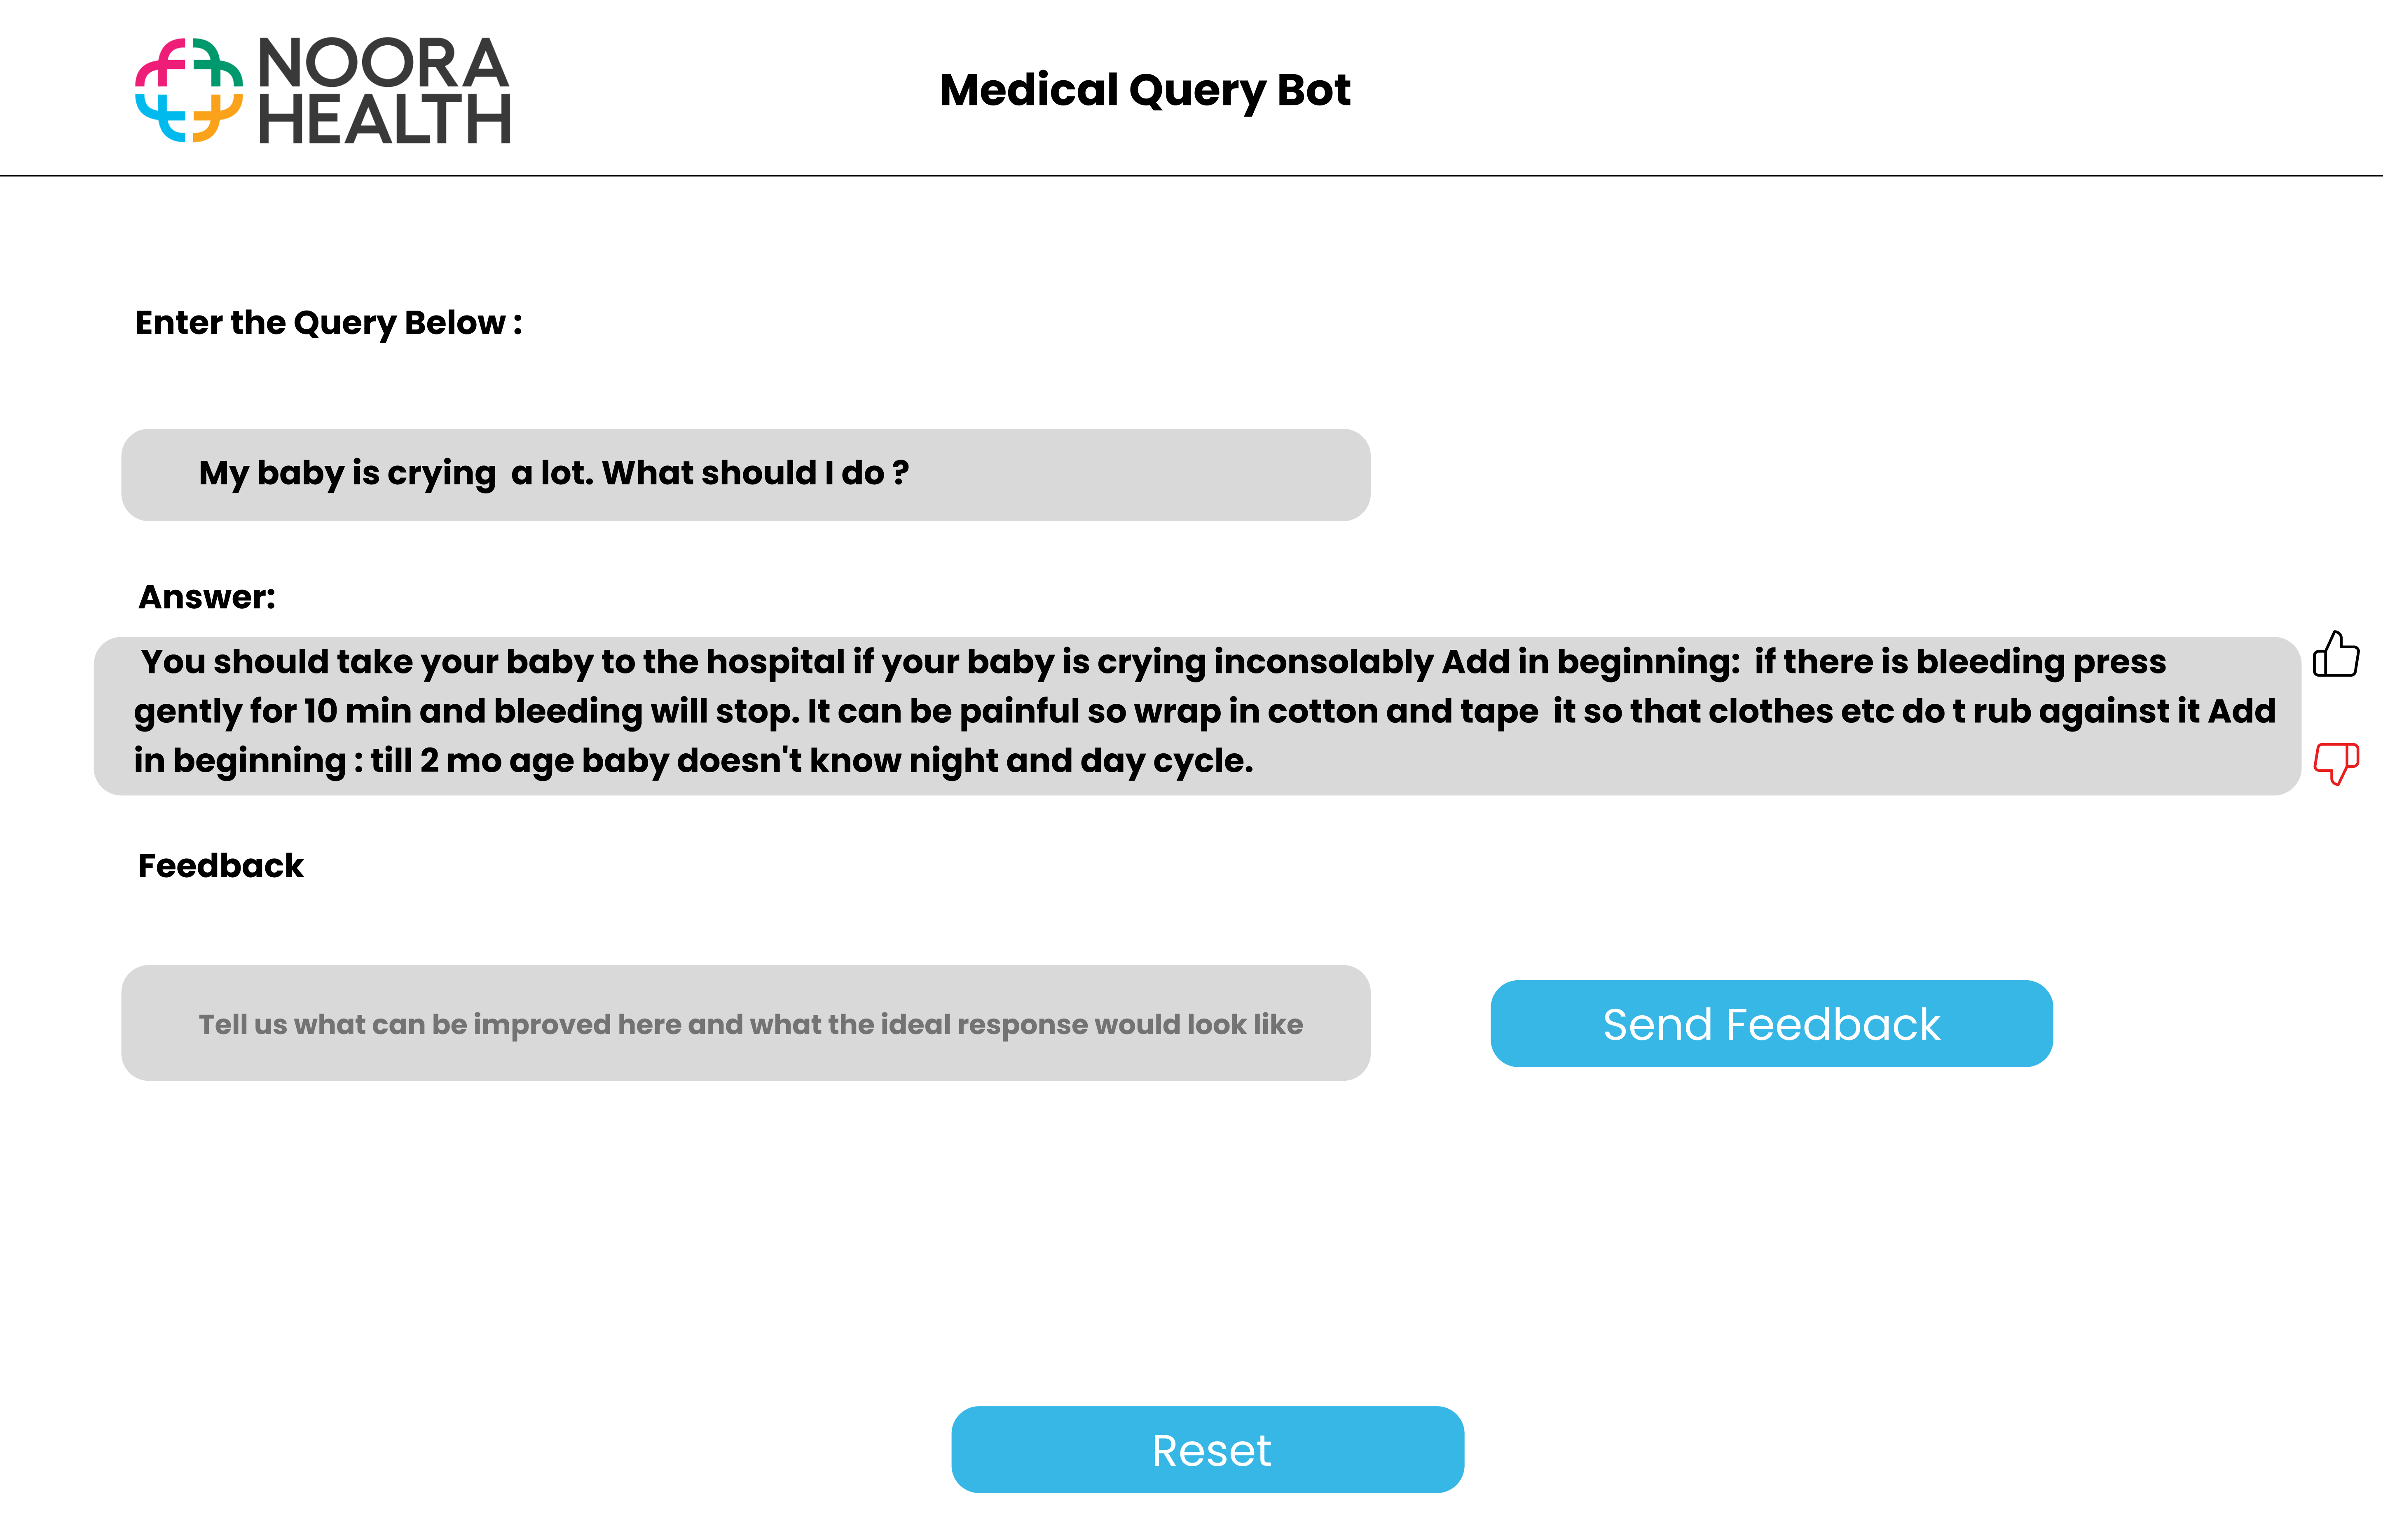 NOORA
HEALTH
Medical Query Bot
Enter the Query Below :
My baby is crying  a lot. What should I do ?
Answer:
You should take your baby to the hospital if your baby is crying inconsolably Add in beginning:  if there is bleeding press
gently for 10 min and bleeding will stop. It can be painful so wrap in cotton and tape  it so that clothes etc do t rub against it Add
in beginning : till 2 mo age baby doesn't know night and day cycle.
Feedback
Tell us what can be improved here and what the ideal response would look like
Send Feedback
Reset